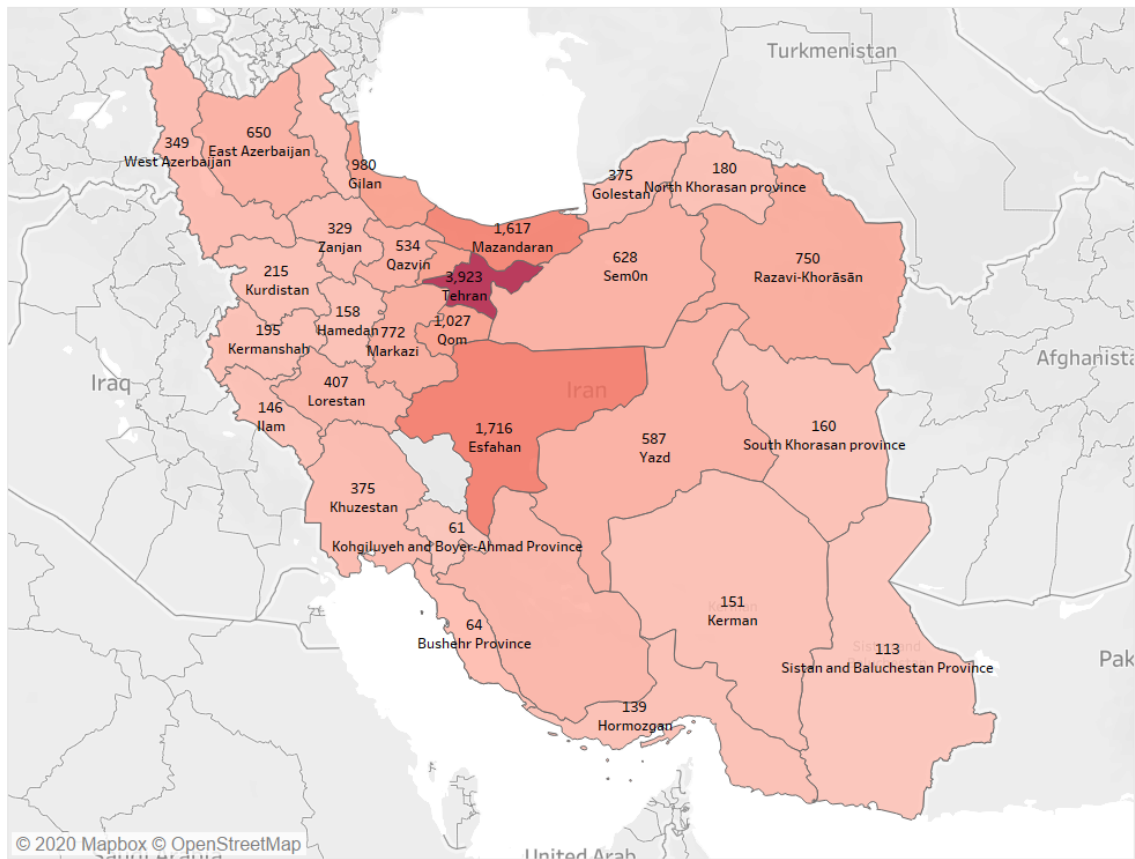 Turkmenistan
349
West Azerbaijan
650
East Azerbaijan
980
Gilan
375
Golestan
180
North Khorasan province
329
Zanjan
534
Qazvin
1,617
Mazandaran
628
Sem0n
750
Razavi-Khorāsān
215
Kurdistan
3,923
Tehran
158
Hamedan
772
Markazi
1,027
Qom
195
Kermanshah
Afghanista
Iraq
407
Lorestan
Iran
146
Ilam
1,716
Esfahan
587
Yazd
160
South Khorasan province
375
Khuzestan
61
Kohgiluyeh and Boyer-Ahmad Province
64
Bushehr Province
151
Kerman
113
Sistan and Baluchestan Province
Pak
139
Hormozgan
© 2020 Mapbox © OpenStreetMap
Saudi Arabia
United Arab